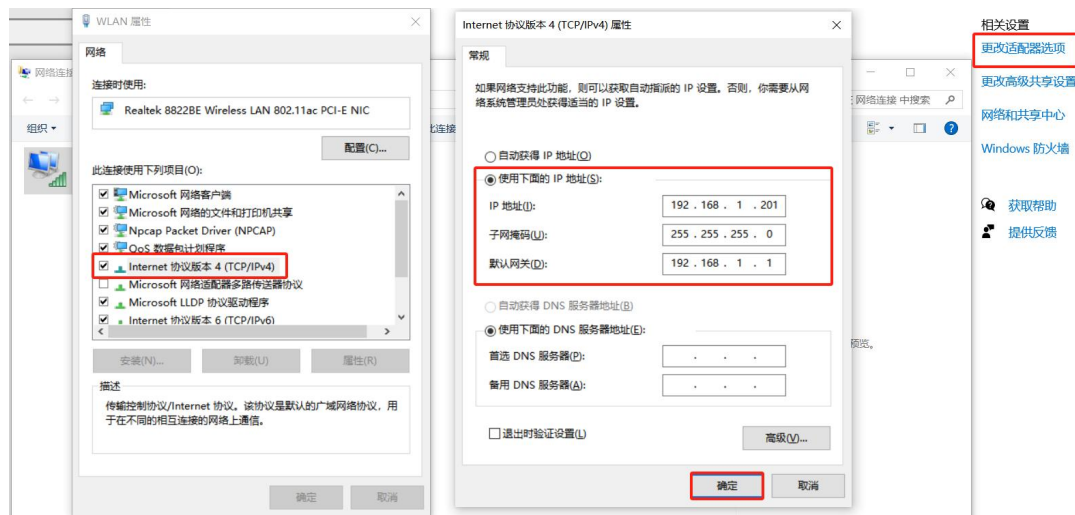 WLAN 属性
网络
连接时使用:
Realtek 8822BE Wireless LAN 802.11ac PCI-E NIC
配置(C)...
此连接使用下列项目(O):
Microsoft 网络客户端
Microsoft 网络的文件和打印机共享
Npcap Packet Driver (NPCAP)
QoS 数据包计划程序
Internet 协议版本 4 (TCP/IPv4)
Microsoft 网络适配器多路传送器协议
Microsoft LLDP 协议驱动程序
Internet 协议版本 6 (TCP/IPv6)
安装(N)...
卸载(U)
属性(R)
描述
传输控制协议/Internet 协议。该协议是默认的广域网络协议，用
于在不同的相互连接的网络上通信。
确定
取消
网络连接
组织
此连接
Internet 协议版本 4 (TCP/IPv4) 属性
常规
如果网络支持此功能，则可以获取自动指派的 IP 设置。否则，你需要从网
络系统管理员处获得适当的 IP 设置。
自动获得 IP 地址(O)
使用下面的 IP 地址(S):
IP 地址(I):
192 . 168 . 1 . 201
子网掩码(U):
255 . 255 . 255 . 0
默认网关(D):
192 . 168 . 1 . 1
自动获得 DNS 服务器地址(B)
使用下面的 DNS 服务器地址(E):
首选 DNS 服务器(P):
. . .
备用 DNS 服务器(A):
. . .
退出时验证设置(L)
高级(V)...
确定
取消
网络连接 中搜索
预览。
相关设置
更改适配器选项
更改高级共享设置
网络和共享中心
Windows 防火墙
获取帮助
提供反馈